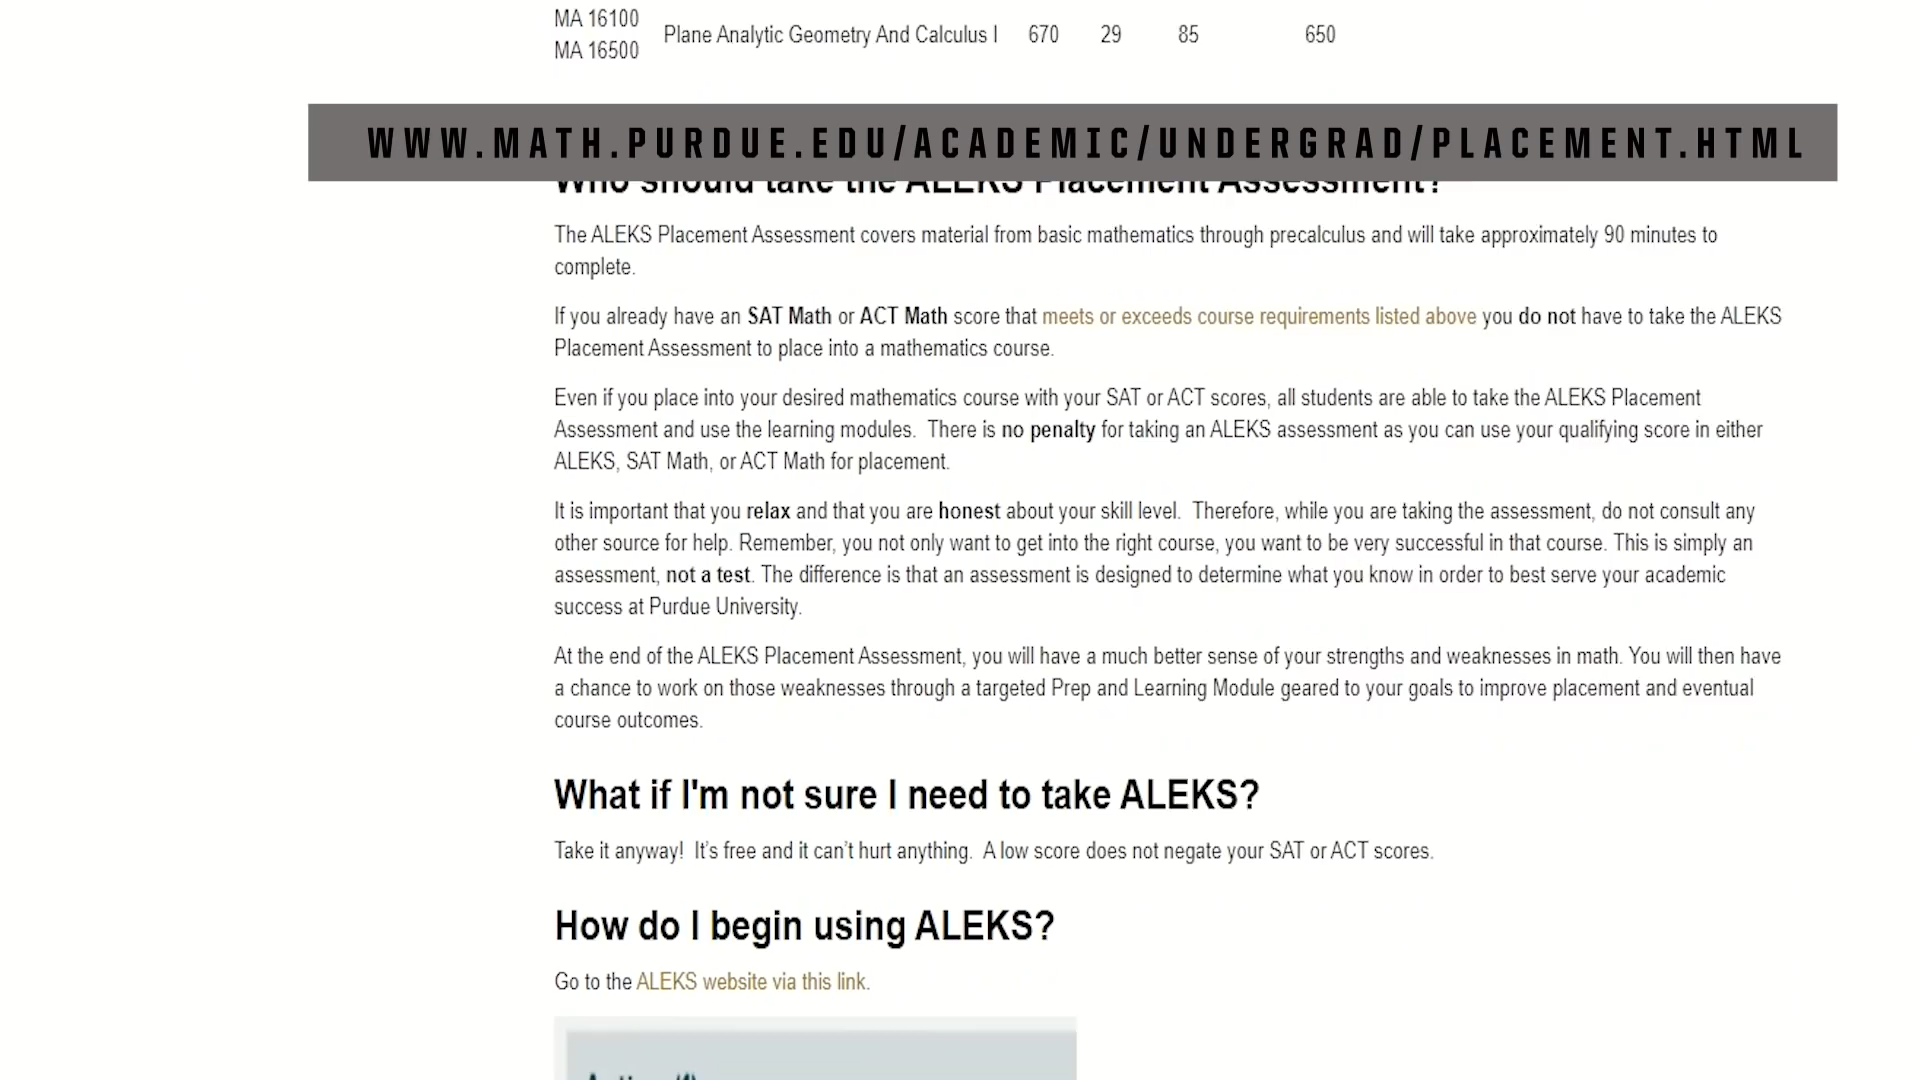 MA 16100
MA 16500
Plane Analytic Geometry And Calculus I 670 29 85 650
WWW.MATH.PURDUE.EDU/ACADEMIC/UNDERGRAD/PLACEMENT.HTML
Who should take the ALEKS Placement Assessment?
The ALEKS Placement Assessment covers material from basic mathematics through precalculus and will take approximately 90 minutes to
complete.
If you already have an SAT Math or ACT Math score that meets or exceeds course requirements listed above you do not have to take the ALEKS
Placement Assessment to place into a mathematics course.
Even if you place into your desired mathematics course with your SAT or ACT scores, all students are able to take the ALEKS Placement
Assessment and use the learning modules.  There is no penalty for taking an ALEKS assessment as you can use your qualifying score in either
ALEKS, SAT Math, or ACT Math for placement.
It is important that you relax and that you are honest about your skill level.  Therefore, while you are taking the assessment, do not consult any
other source for help. Remember, you not only want to get into the right course, you want to be very successful in that course. This is simply an
assessment, not a test. The difference is that an assessment is designed to determine what you know in order to best serve your academic
success at Purdue University.
At the end of the ALEKS Placement Assessment, you will have a much better sense of your strengths and weaknesses in math. You will then have
a chance to work on those weaknesses through a targeted Prep and Learning Module geared to your goals to improve placement and eventual
course outcomes.
What if I'm not sure I need to take ALEKS?
Take it anyway!  It's free and it can't hurt anything.  A low score does not negate your SAT or ACT scores.
How do I begin using ALEKS?
Go to the ALEKS website via this link.